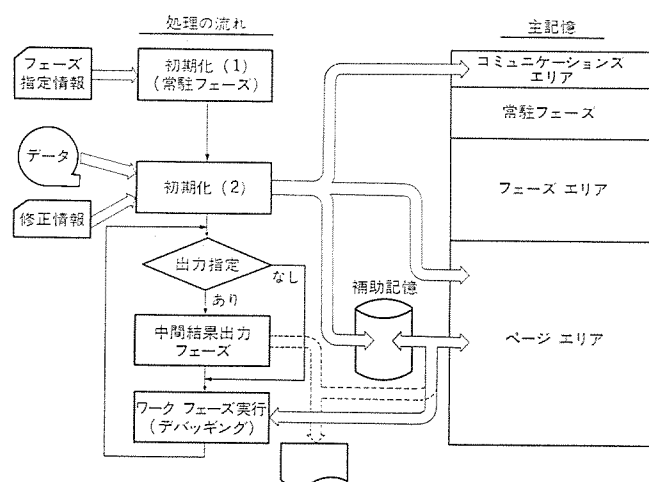 処理の流れ
主記憶
フェーズ
指定情報
初期化 (1)
(常駐フェーズ)
コミュニケーションズ
エリア
常駐フェーズ
データ
初期化 (2)
フェーズ エリア
修正情報
出力指定
なし
あり
補助記憶
中間結果出力
フェーズ
ページ エリア
ワーク フェーズ実行
(デバッギング)